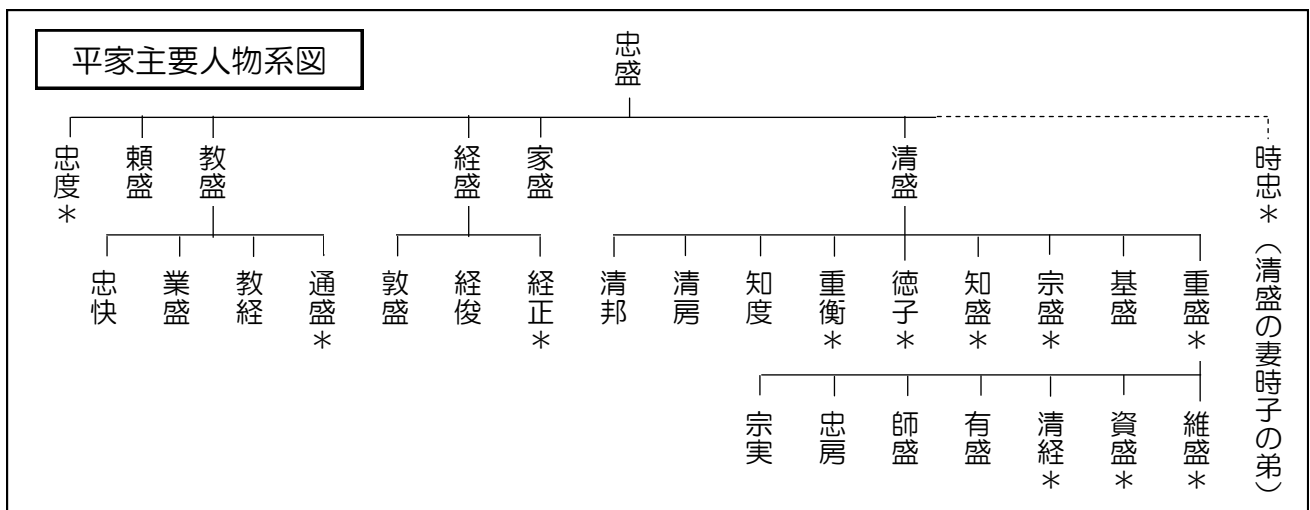 平家主要人物系図
忠盛
時忠＊（清盛の妻時子の弟）
清盛
家盛
経盛
教盛
頼盛
忠度＊
重盛＊
基盛
宗盛＊
知盛＊
徳子＊
重衡＊
知度
清房
清邦
経正＊
経俊
敦盛
通盛＊
教経
業盛
忠快
維盛＊
資盛＊
清経＊
有盛
師盛
忠房
宗実